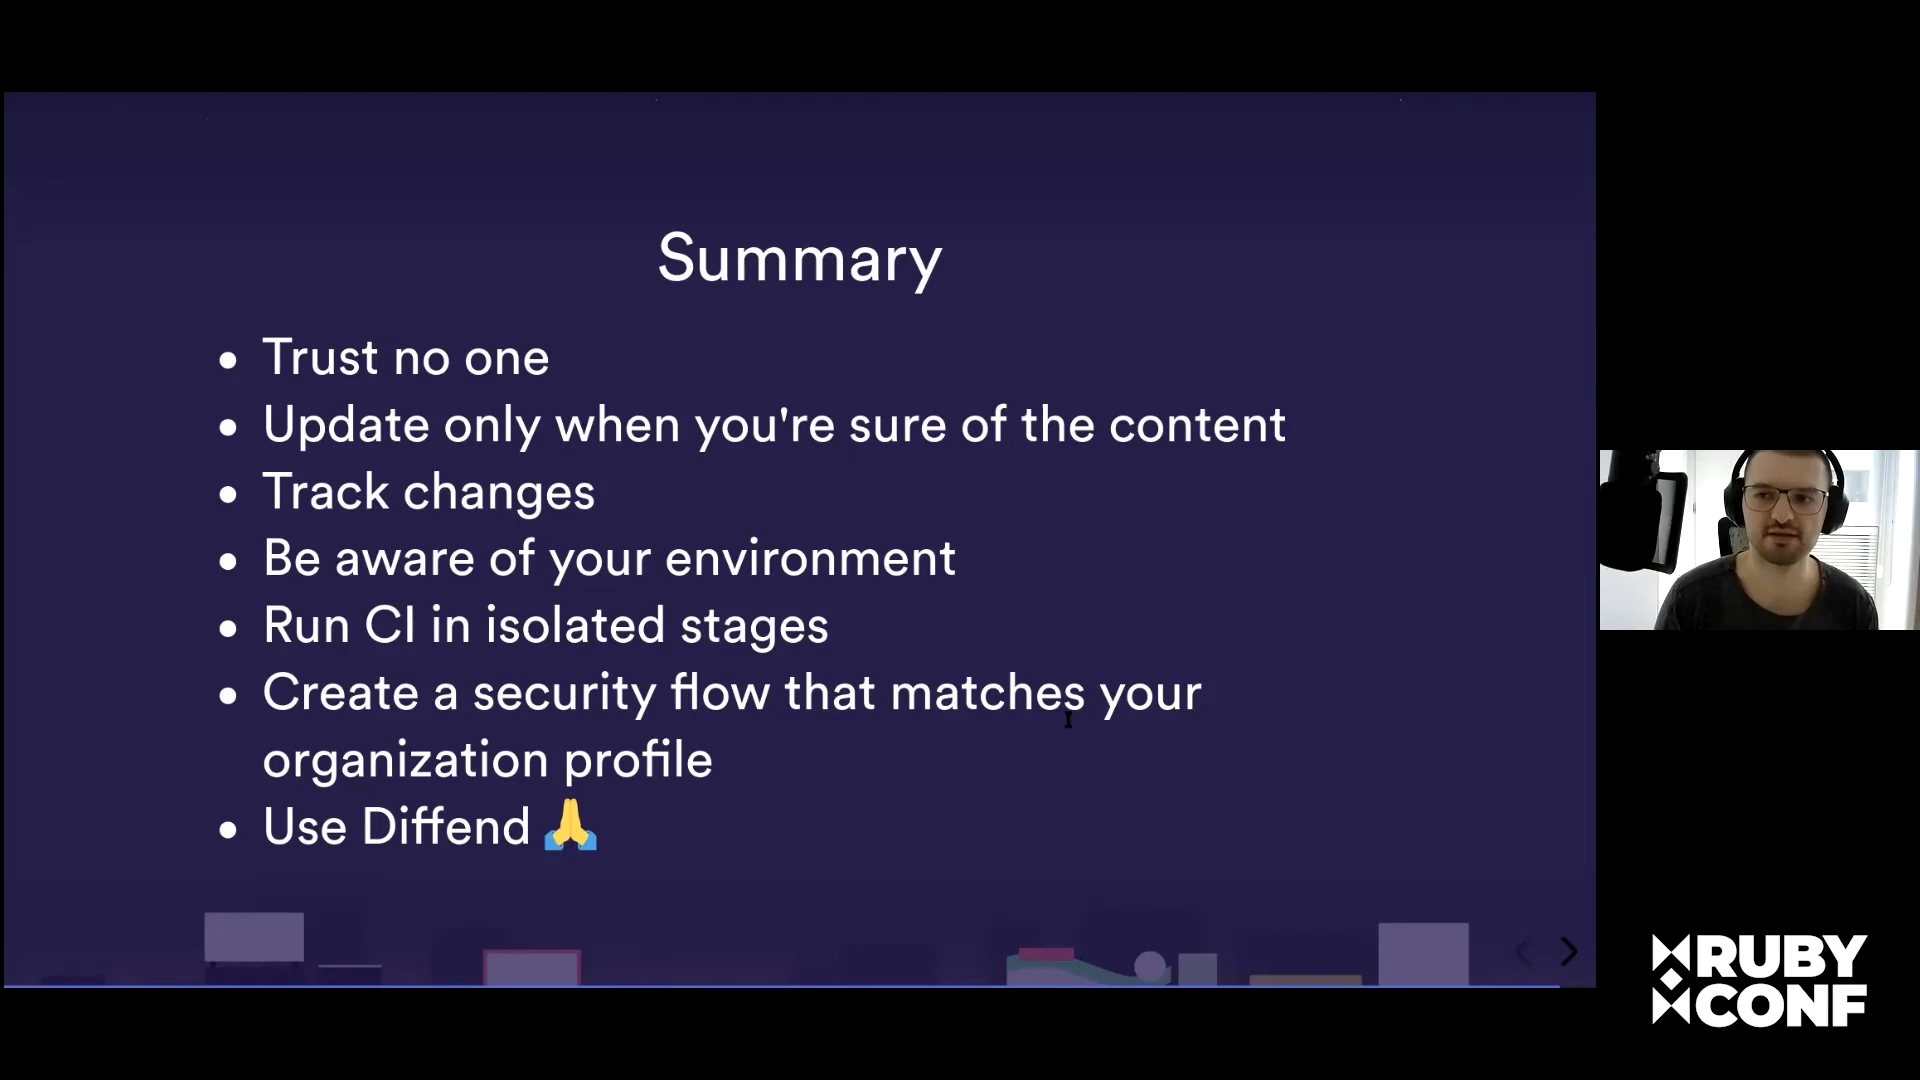 Summary
• Trust no one
• Update only when you're sure of the content
• Track changes
• Be aware of your environment
• Run CI in isolated stages
• Create a security flow that matches your
organization profile
• Use Diffend 🙏
RUBY
CONF